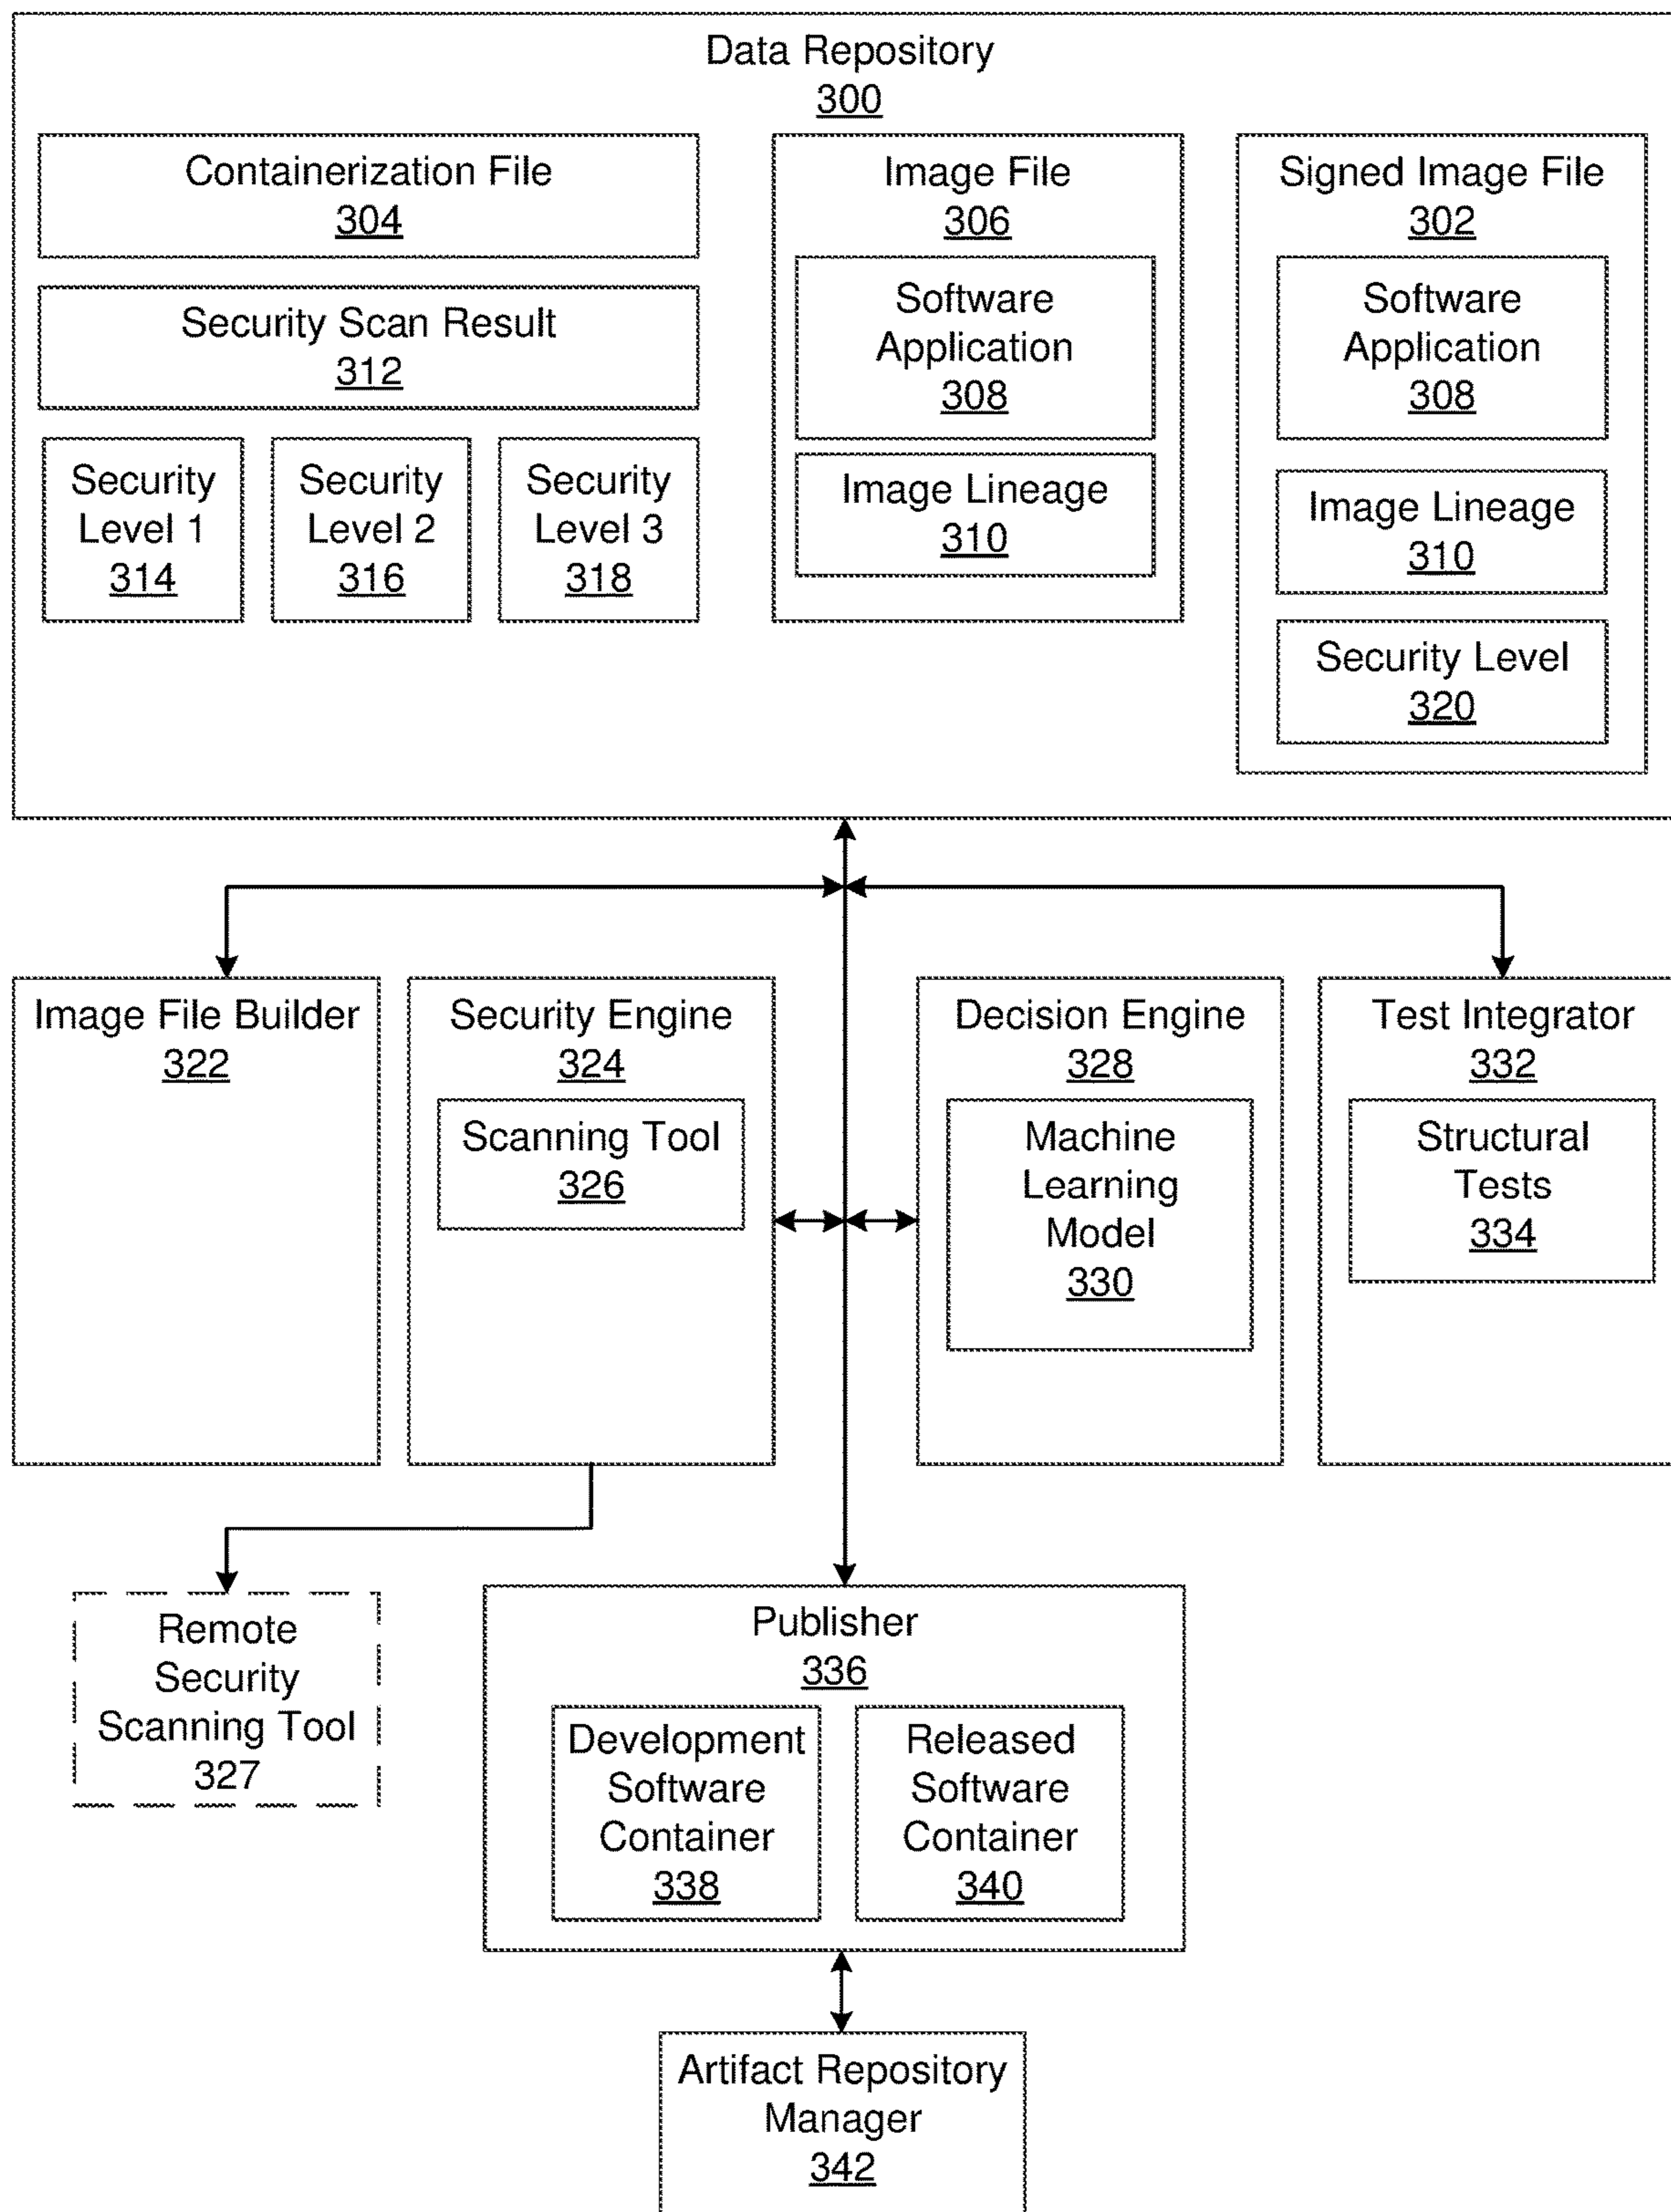 Data Repository
300
Containerization File
304
Security Scan Result
312
Security
Level 1
314
Security
Level 2
316
Security
Level 3
318
Image File
306
Software
Application
308
Image Lineage
310
Signed Image File
302
Software
Application
308
Image Lineage
310
Security Level
320
Image File Builder
322
Security Engine
324
Scanning Tool
326
Decision Engine
328
Machine
Learning
Model
330
Test Integrator
332
Structural
Tests
334
Remote
Security
Scanning Tool
327
Publisher
336
Development
Software
Container
338
Released
Software
Container
340
Artifact Repository
Manager
342